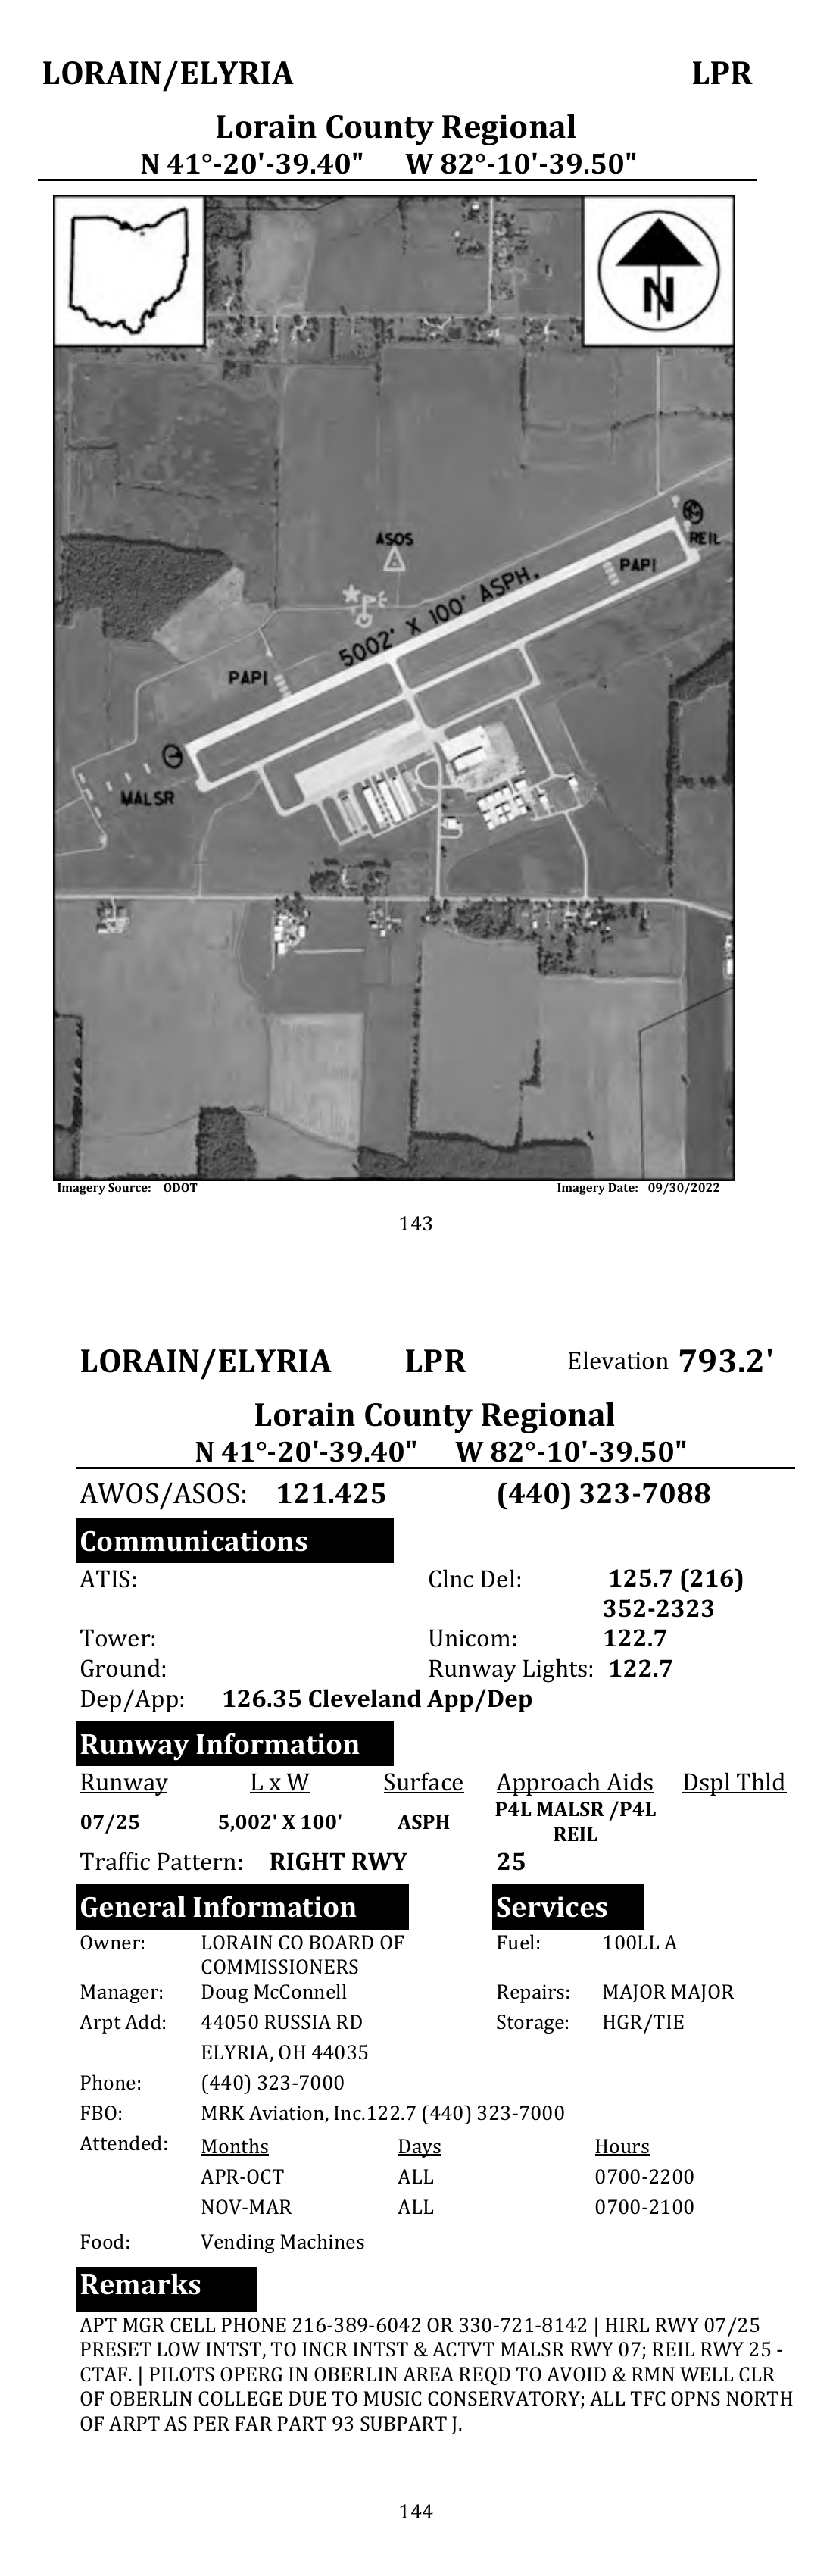 LORAIN/ELYRIA LPR
Lorain County Regional
N 41°-20'-39.40" W 82°-10'-39.50"
N
ASOS
REIL
PAPI
5002' X 100' ASPH.
PAPI
MALSR
Imagery Source: ODOT Imagery Date: 09/30/2022
143
LORAIN/ELYRIA LPR Elevation 793.2'
Lorain County Regional
N 41°-20'-39.40" W 82°-10'-39.50"
AWOS/ASOS: 121.425 (440) 323-7088
Communications
ATIS: Clnc Del: 125.7 (216)
352-2323
Tower: Unicom: 122.7
Ground: Runway Lights: 122.7
Dep/App: 126.35 Cleveland App/Dep
Runway Information
Runway L x W Surface Approach Aids Dspl Thld
07/25 5,002' X 100' ASPH P4L MALSR /P4L
REIL
Traffic Pattern: RIGHT RWY 25
General Information Services
Owner: LORAIN CO BOARD OF Fuel: 100LL A
COMMISSIONERS
Manager: Doug McConnell Repairs: MAJOR MAJOR
Arpt Add: 44050 RUSSIA RD Storage: HGR/TIE
ELYRIA, OH 44035
Phone: (440) 323-7000
FBO: MRK Aviation, Inc.122.7 (440) 323-7000
Attended: Months Days Hours
APR-OCT ALL 0700-2200
NOV-MAR ALL 0700-2100
Food: Vending Machines
Remarks
APT MGR CELL PHONE 216-389-6042 OR 330-721-8142 | HIRL RWY 07/25
PRESET LOW INTST, TO INCR INTST & ACTVT MALSR RWY 07; REIL RWY 25 -
CTAF. | PILOTS OPERG IN OBERLIN AREA REQD TO AVOID & RMN WELL CLR
OF OBERLIN COLLEGE DUE TO MUSIC CONSERVATORY; ALL TFC OPNS NORTH
OF ARPT AS PER FAR PART 93 SUBPART J.
144